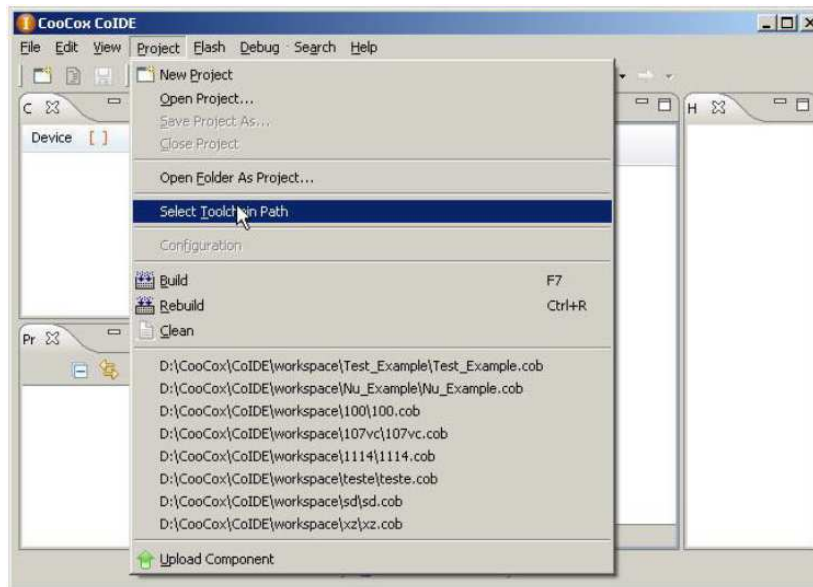 CooCox CoIDE
File Edit View Project Flash Debug Search Help
New Project
Open Project...
Save Project As...
Close Project
Open Folder As Project...
Select Toolchain Path
Configuration
Build F7
Rebuild Ctrl+R
Clean
D:\CooCox\CoIDE\workspace\Test_Example\Test_Example.cob
D:\CooCox\CoIDE\workspace\Nu_Example\Nu_Example.cob
D:\CooCox\CoIDE\workspace\100\100.cob
D:\CooCox\CoIDE\workspace\107vc\107vc.cob
D:\CooCox\CoIDE\workspace\1114\1114.cob
D:\CooCox\CoIDE\workspace\teste\teste.cob
D:\CooCox\CoIDE\workspace\sd\sd.cob
D:\CooCox\CoIDE\workspace\xz\xz.cob
Upload Component
C
Device [ ]
Pr
H